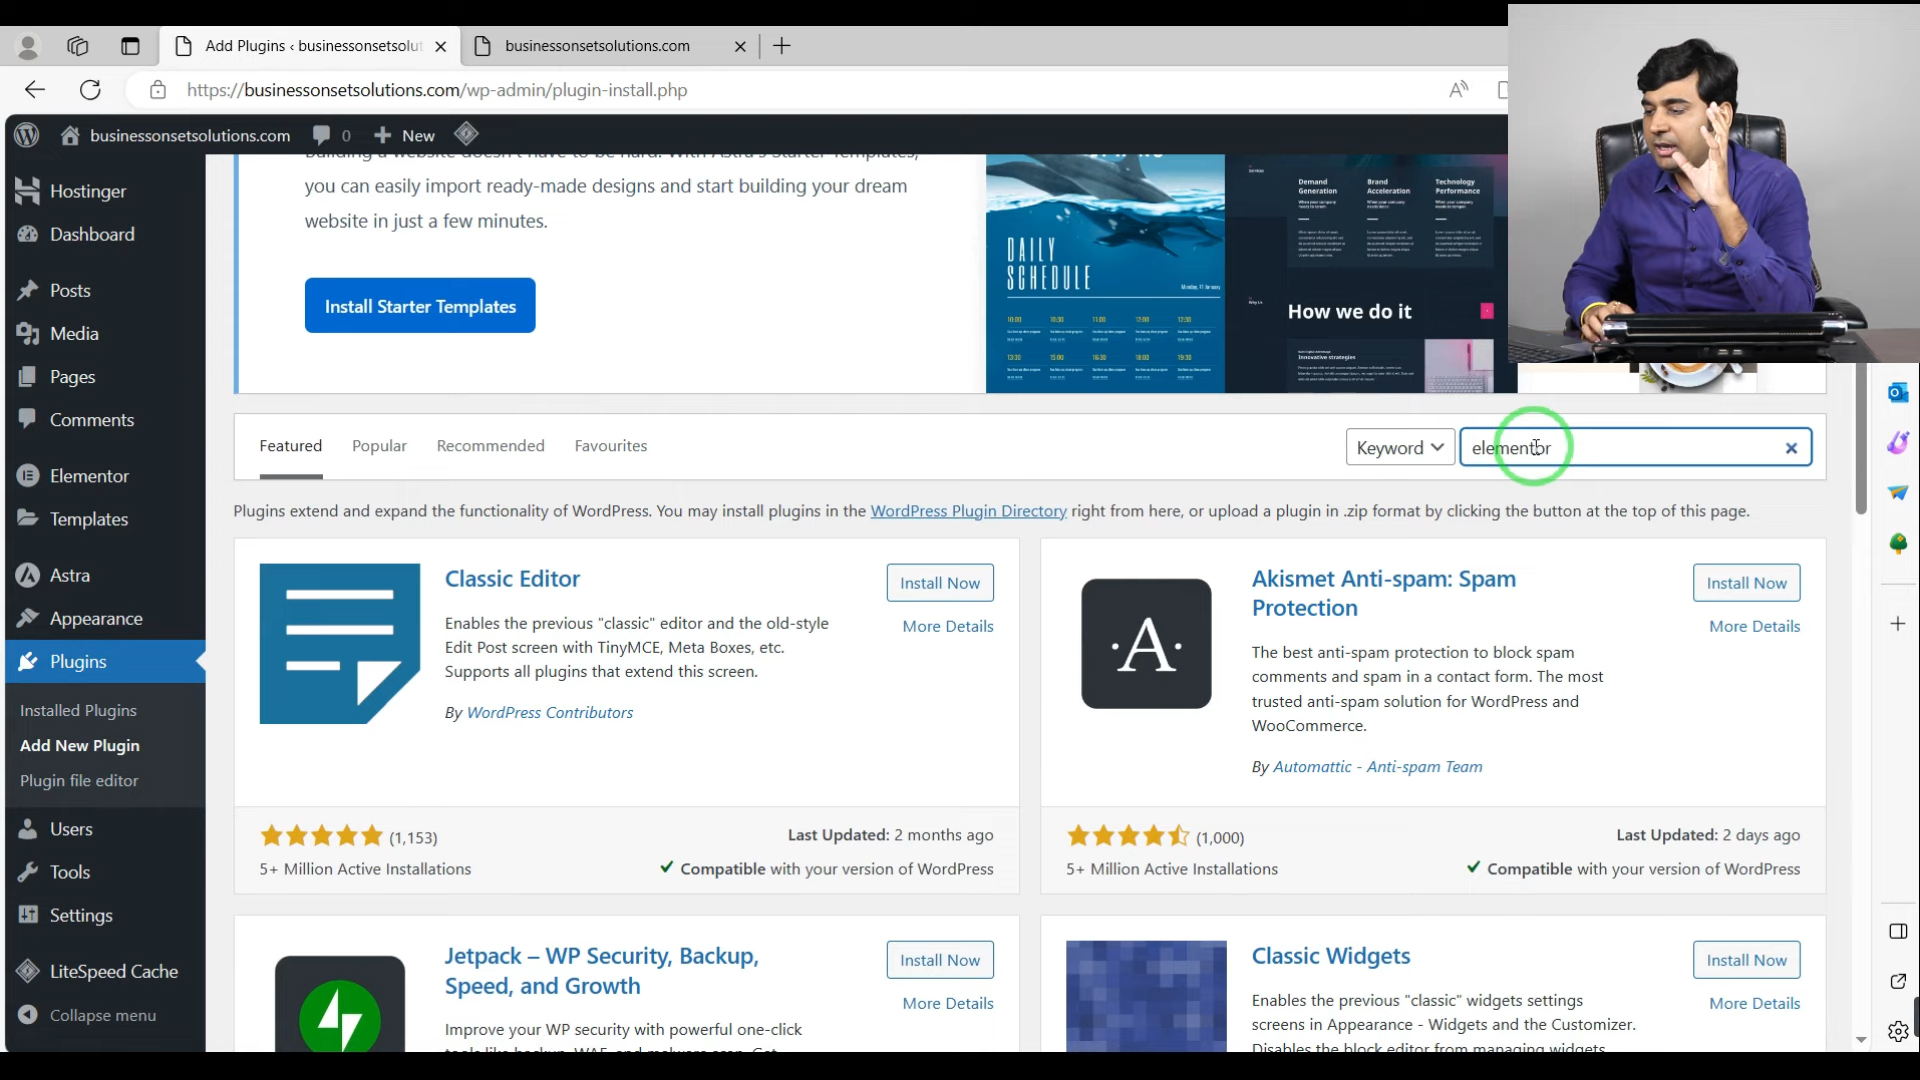 Add Plugins ‹ businessonsetsolut
businessonsetsolutions.com
https://businessonsetsolutions.com/wp-admin/plugin-install.php
businessonsetsolutions.com
0
New
Hostinger
Dashboard
Posts
Media
Pages
Comments
Elementor
Templates
Astra
Appearance
Plugins
Installed Plugins
Add New Plugin
Plugin file editor
Users
Tools
Settings
LiteSpeed Cache
Collapse menu
you can easily import ready-made designs and start building your dream
website in just a few minutes.
Install Starter Templates
DAILY
SCHEDULE
Demand
Generation
Brand
Acceleration
Technology
Performance
How we do it
Featured
Popular
Recommended
Favourites
Keyword
elementor
Plugins extend and expand the functionality of WordPress. You may install plugins in the WordPress Plugin Directory right from here, or upload a plugin in .zip format by clicking the button at the top of this page.
Classic Editor
Install Now
More Details
Enables the previous "classic" editor and the old-style
Edit Post screen with TinyMCE, Meta Boxes, etc.
Supports all plugins that extend this screen.
By WordPress Contributors
(1,153)
Last Updated: 2 months ago
5+ Million Active Installations
Compatible with your version of WordPress
Akismet Anti-spam: Spam
Protection
Install Now
More Details
The best anti-spam protection to block spam
comments and spam in a contact form. The most
trusted anti-spam solution for WordPress and
WooCommerce.
By Automattic - Anti-spam Team
(1,000)
Last Updated: 2 days ago
5+ Million Active Installations
Compatible with your version of WordPress
Jetpack – WP Security, Backup,
Speed, and Growth
Install Now
More Details
Improve your WP security with powerful one-click
Classic Widgets
Install Now
More Details
Enables the previous "classic" widgets settings
screens in Appearance - Widgets and the Customizer.
Disables the block editor from managing widgets